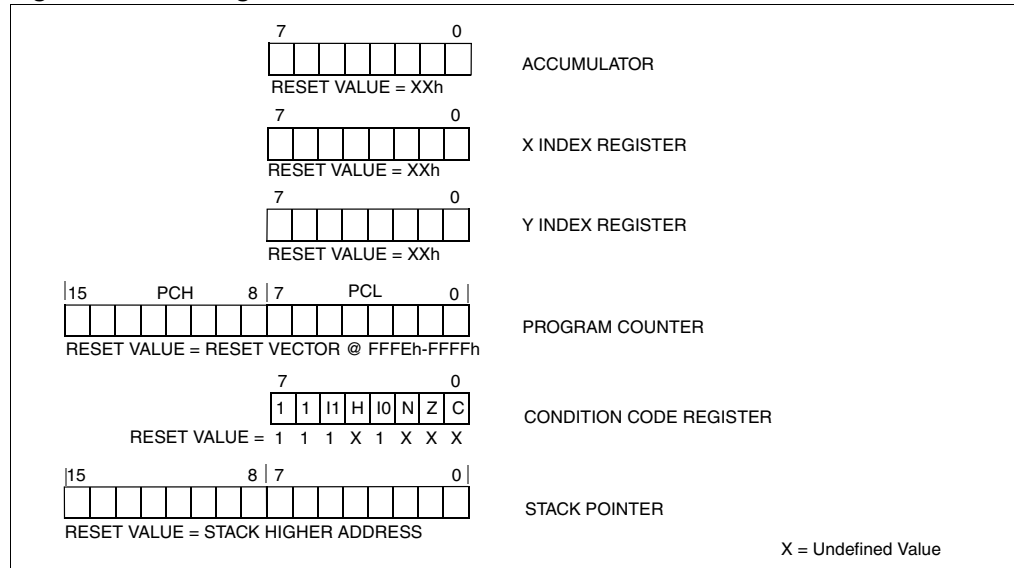 7 0
ACCUMULATOR
RESET VALUE = XXh
7 0
X INDEX REGISTER
RESET VALUE = XXh
7 0
Y INDEX REGISTER
RESET VALUE = XXh
15 PCH 8 7 PCL 0
PROGRAM COUNTER
RESET VALUE = RESET VECTOR @ FFFEh-FFFFh
7 0
1 1 I1 H I0 N Z C
CONDITION CODE REGISTER
RESET VALUE = 1 1 1 X 1 X X X
15 8 7 0
STACK POINTER
RESET VALUE = STACK HIGHER ADDRESS
X = Undefined Value